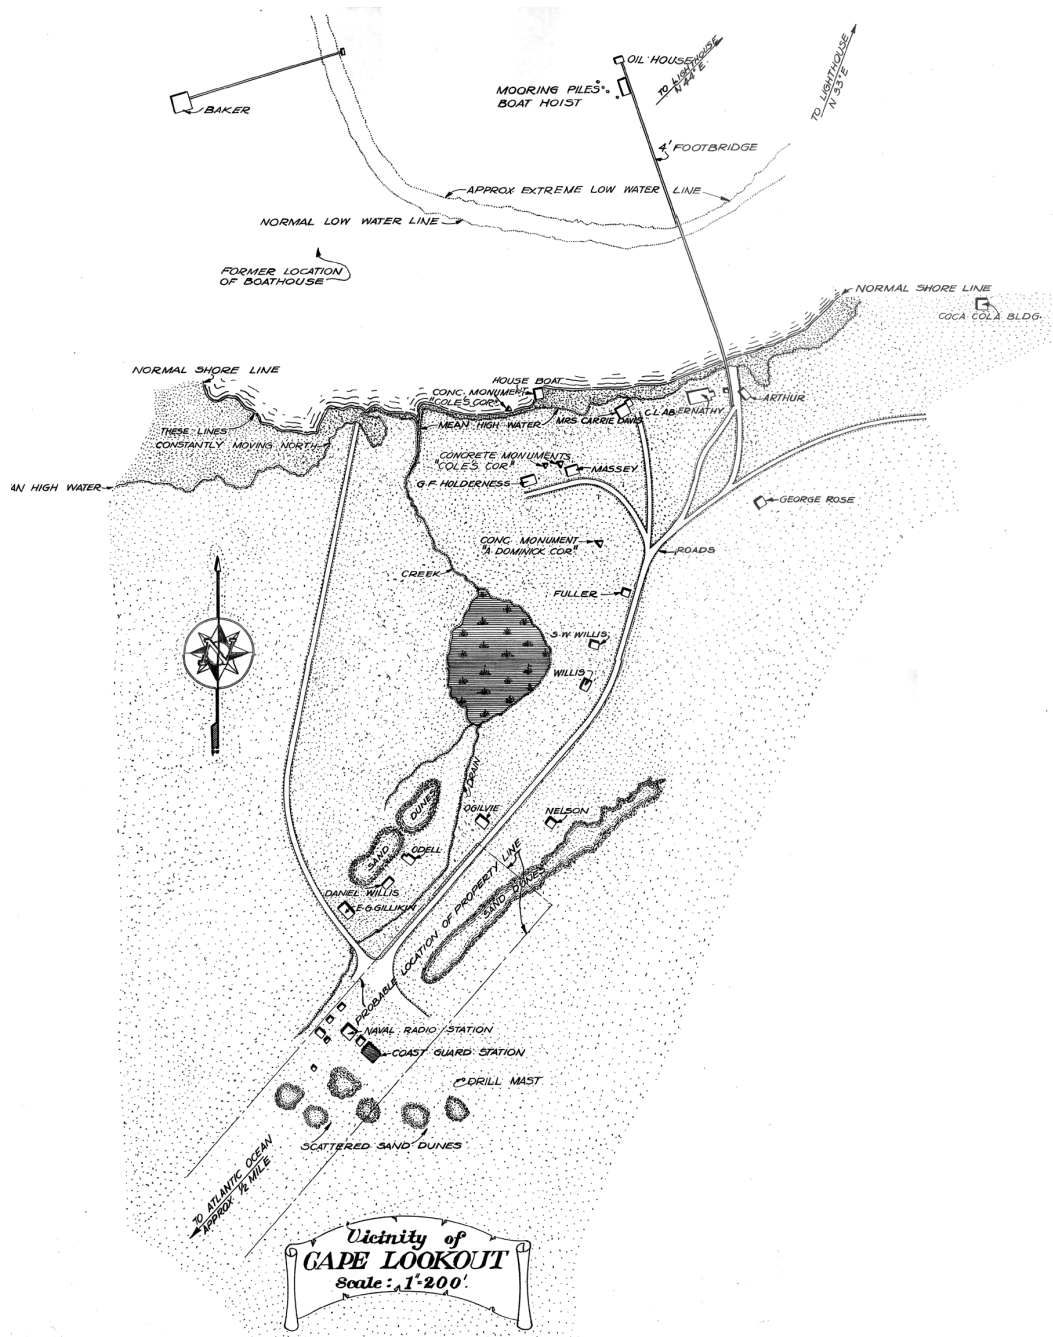 BAKER
OIL HOUSE
MOORING PILES
BOAT HOIST
TO LIGHTHOUSE
N 44° E
TO LIGHTHOUSE
N 33° E
4' FOOTBRIDGE
APPROX EXTREME LOW WATER LINE
NORMAL LOW WATER LINE
FORMER LOCATION
OF BOATHOUSE
NORMAL SHORE LINE
COCA COLA BLDG.
NORMAL SHORE LINE
HOUSE BOAT
CONC. MONUMENT
"COLE'S COR."
ARTHUR
C.L. ABERNATHY
MRS CARRIE DAVIS
MEAN HIGH WATER
THESE LINES
CONSTANTLY MOVING NORTH
CONCRETE MONUMENTS
"COLE'S COR"
MASSEY
G.F. HOLDERNESS
AN HIGH WATER
GEORGE ROSE
CONC. MONUMENT
"A DOMINICK COR"
ROADS
CREEK
FULLER
S.W. WILLIS
WILLIS
N
DRAIN
SAND DUNES
OGILVIE
NELSON
ODELL
DANIEL WILLIS
E.G. GILLIKIN
SAND DUNES
PROBABLE LOCATION OF PROPERTY LINE
NAVAL RADIO STATION
COAST GUARD STATION
DRILL MAST
SCATTERED SAND DUNES
TO ATLANTIC OCEAN
APPROX. 1/2 MILE
Vicinity of
CAPE LOOKOUT
Scale: 1"=200'.